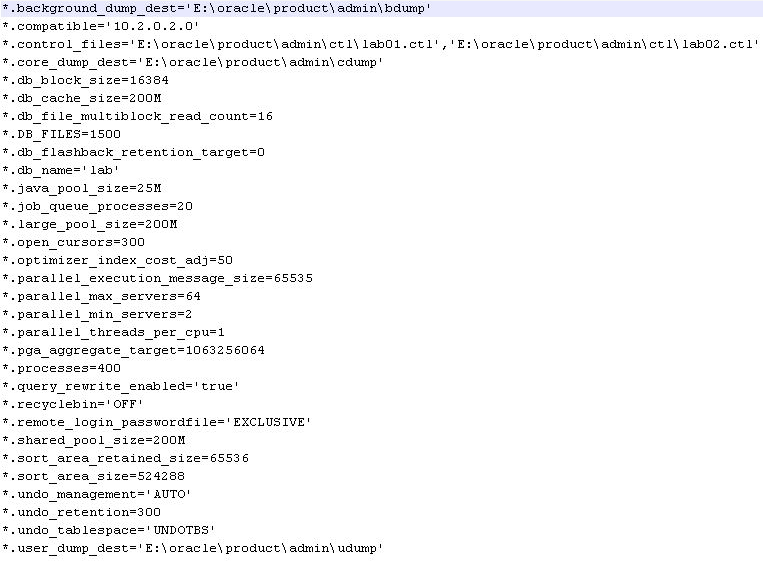 *.background_dump_dest='E:\oracle\product\admin\bdump'
*.compatible='10.2.0.2.0'
*.control_files='E:\oracle\product\admin\ctl\lab01.ctl','E:\oracle\product\admin\ctl\lab02.ctl'
*.core_dump_dest='E:\oracle\product\admin\cdump'
*.db_block_size=16384
*.db_cache_size=200M
*.db_file_multiblock_read_count=16
*.DB_FILES=1500
*.db_flashback_retention_target=0
*.db_name='lab'
*.java_pool_size=25M
*.job_queue_processes=20
*.large_pool_size=200M
*.open_cursors=300
*.optimizer_index_cost_adj=50
*.parallel_execution_message_size=65535
*.parallel_max_servers=64
*.parallel_min_servers=2
*.parallel_threads_per_cpu=1
*.pga_aggregate_target=1063256064
*.processes=400
*.query_rewrite_enabled='true'
*.recyclebin='OFF'
*.remote_login_passwordfile='EXCLUSIVE'
*.shared_pool_size=200M
*.sort_area_retained_size=65536
*.sort_area_size=524288
*.undo_management='AUTO'
*.undo_retention=300
*.undo_tablespace='UNDOTBS'
*.user_dump_dest='E:\oracle\product\admin\udump'